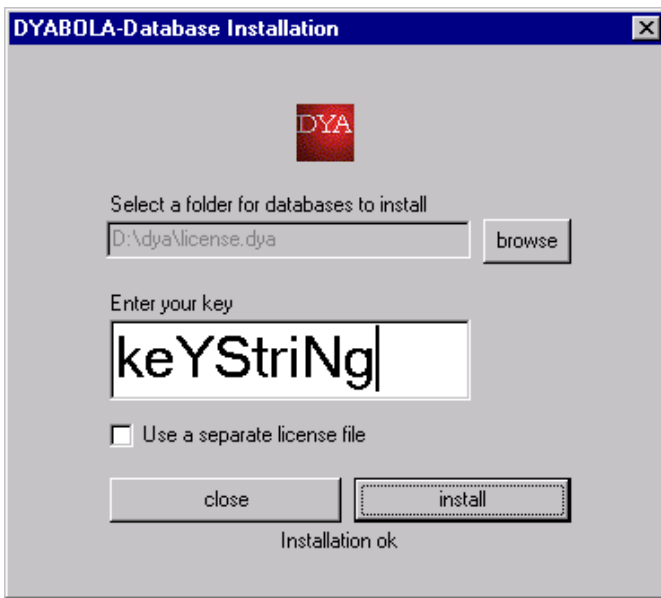 DYABOLA-Database Installation
DYA
Select a folder for databases to install
D:\dya\license.dya
browse
Enter your key
keYStriNg
Use a separate license file
close
install
Installation ok